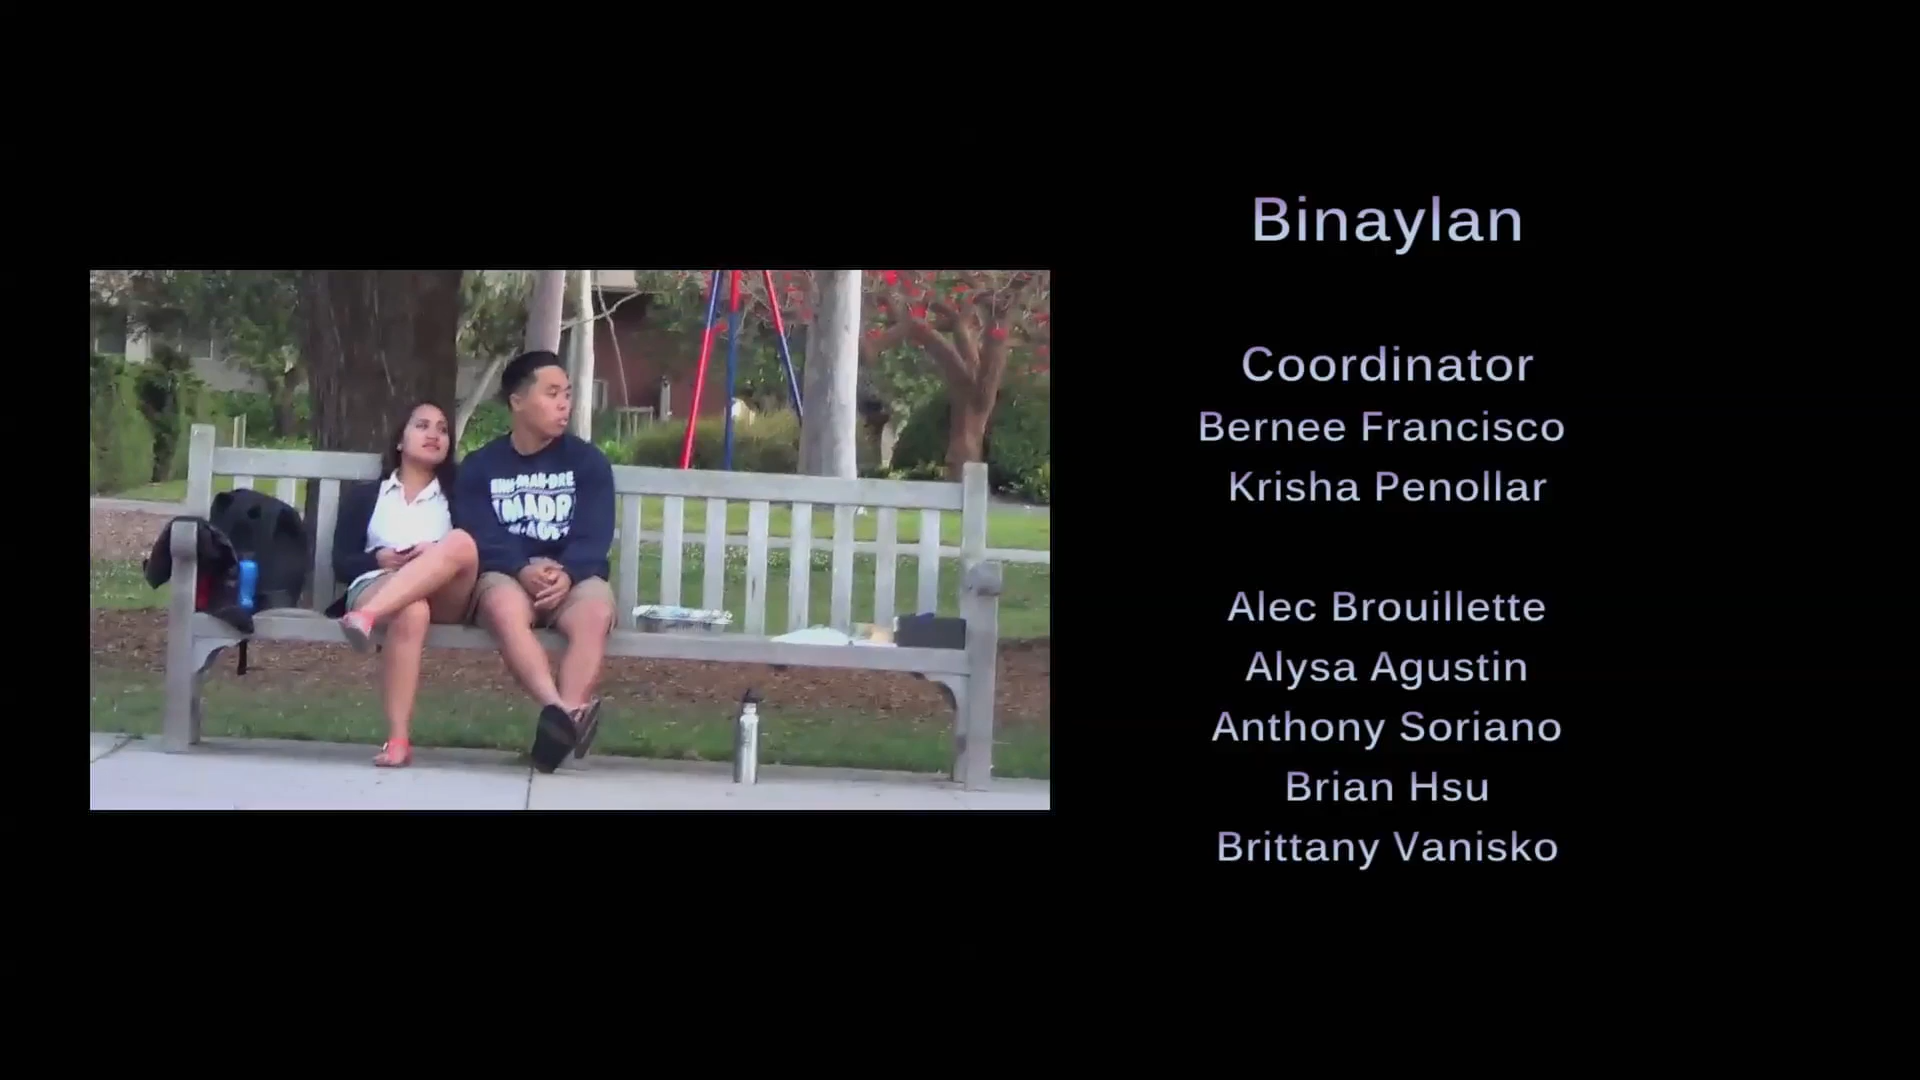 Binaylan
Coordinator
Bernee Francisco
Krisha Penollar
Alec Brouillette
Alysa Agustin
Anthony Soriano
Brian Hsu
Brittany Vanisko